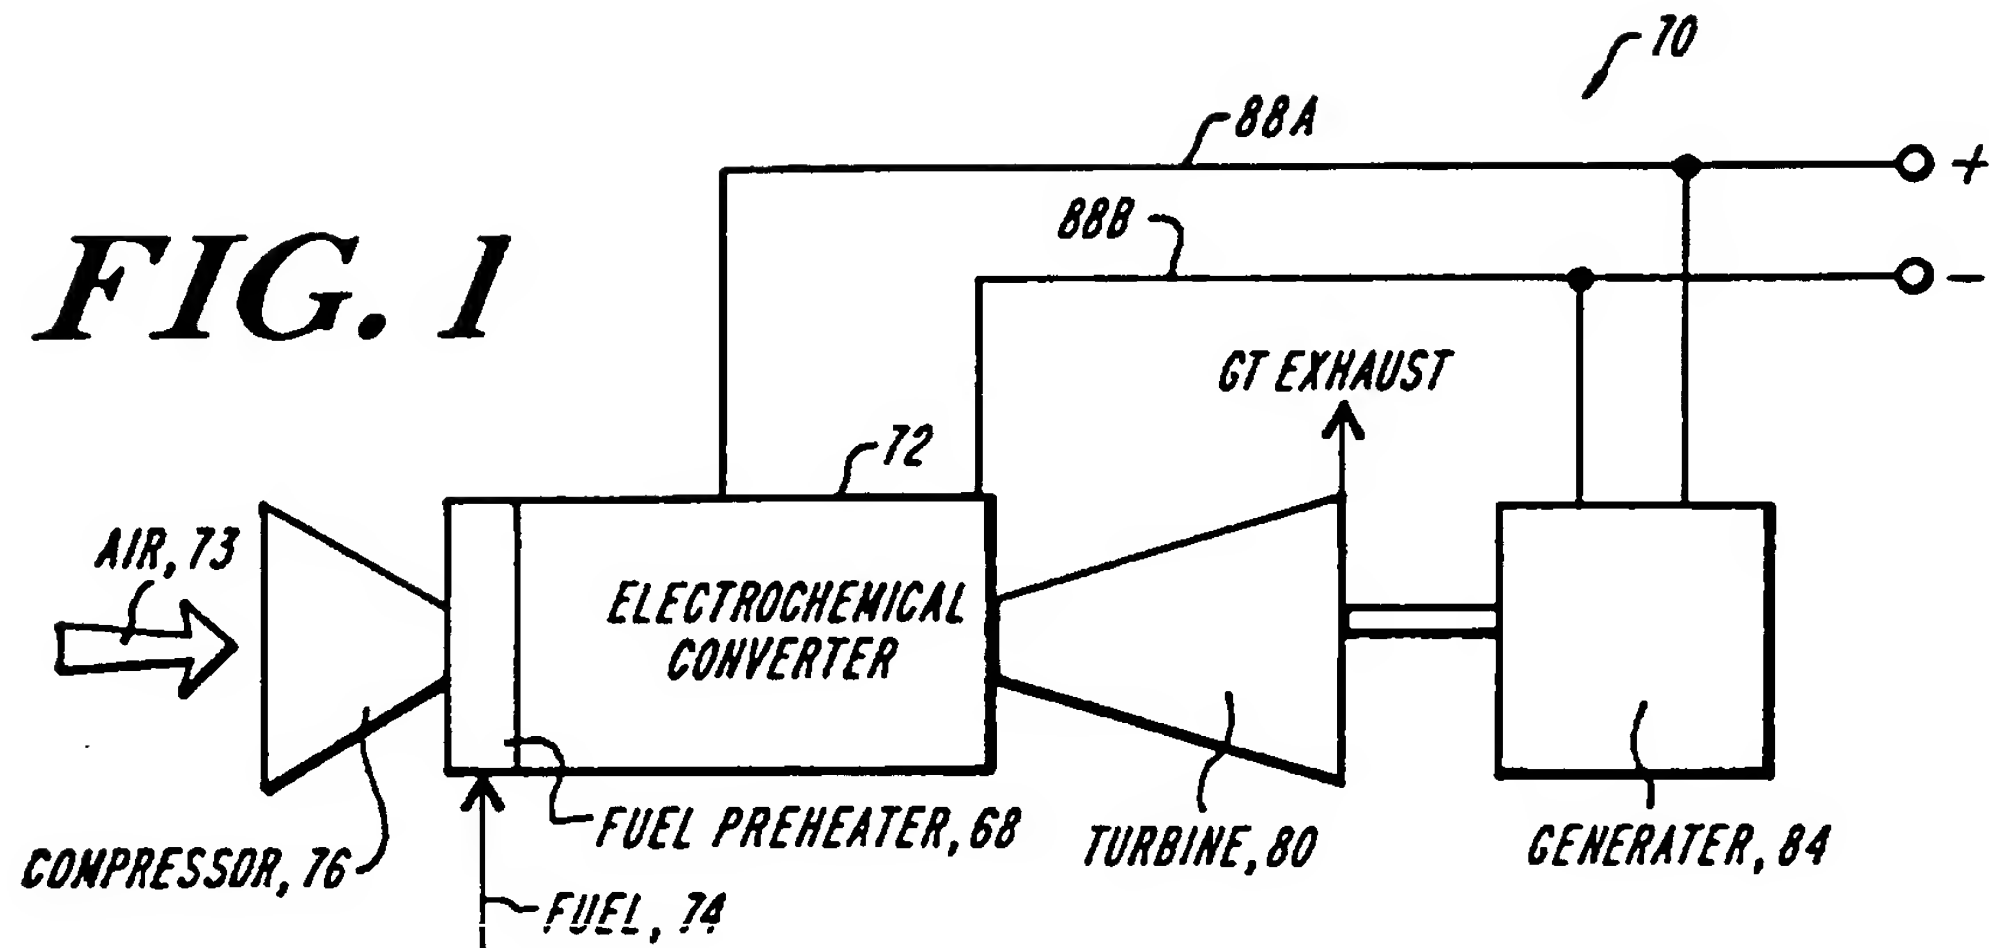 70
88A
+
88B
-
FIG. 1
GT EXHAUST
72
AIR, 73
ELECTROCHEMICAL
CONVERTER
FUEL PREHEATER, 68
TURBINE, 80
GENERATER, 84
COMPRESSOR, 76
FUEL, 74